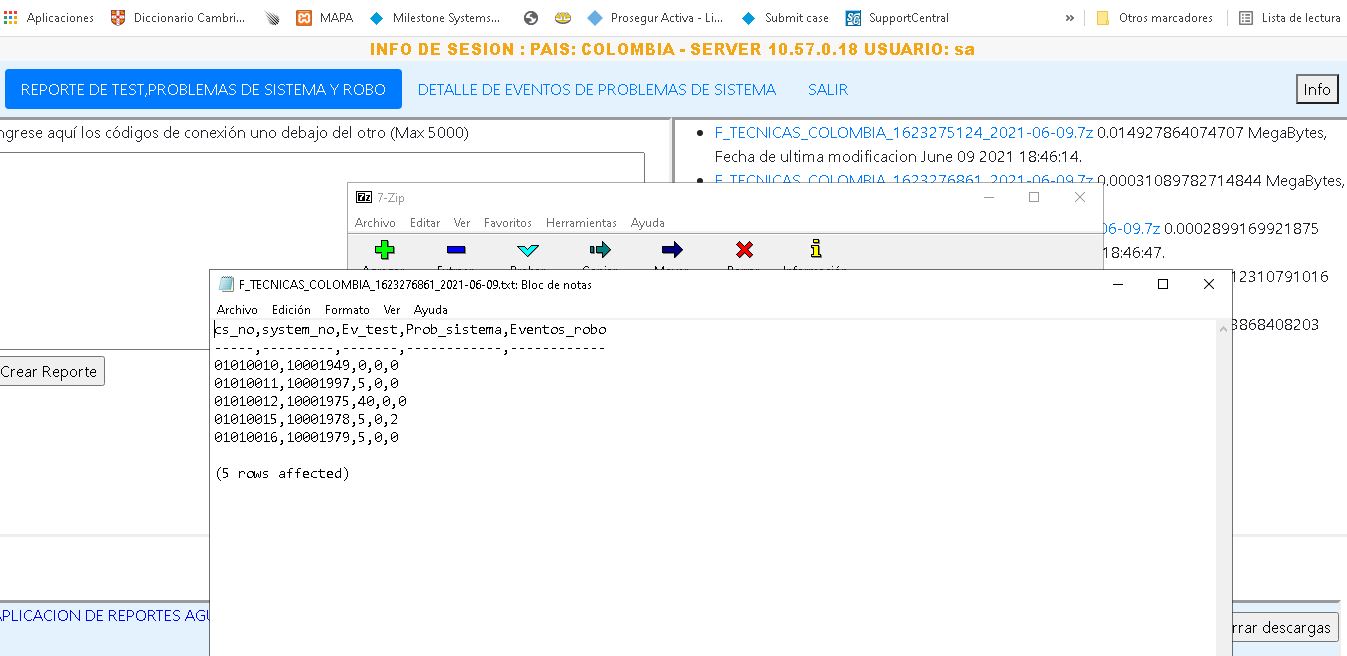 Aplicaciones Diccionario Cambri... MAPA Milestone Systems... Prosegur Activa - Li... Submit case SupportCentral » Otros marcadores Lista de lectura
INFO DE SESION : PAIS: COLOMBIA - SERVER 10.57.0.18 USUARIO: sa
REPORTE DE TEST,PROBLEMAS DE SISTEMA Y ROBO DETALLE DE EVENTOS DE PROBLEMAS DE SISTEMA SALIR Info
ngrese aquí los códigos de conexión uno debajo del otro (Max 5000)
F_TECNICAS_COLOMBIA_1623275124_2021-06-09.7z 0.014927864074707 MegaBytes,
Fecha de ultima modificacion June 09 2021 18:46:14.
F_TECNICAS_COLOMBIA_1623276861_2021-06-09.7z 0.00031089782714844 MegaBytes,
06-09.7z 0.0002899169921875
18:46:47.
12310791016
3868408203
7-Zip
Archivo Editar Ver Favoritos Herramientas Ayuda
F_TECNICAS_COLOMBIA_1623276861_2021-06-09.txt: Bloc de notas
Archivo Edición Formato Ver Ayuda
cs_no,system_no,Ev_test,Prob_sistema,Eventos_robo
-----,---------,-------,------------,------------
01010010,10001949,0,0,0
01010011,10001997,5,0,0
01010012,10001975,40,0,0
01010015,10001978,5,0,2
01010016,10001979,5,0,0
(5 rows affected)
Crear Reporte
APLICACION DE REPORTES AGU
rrar descargas